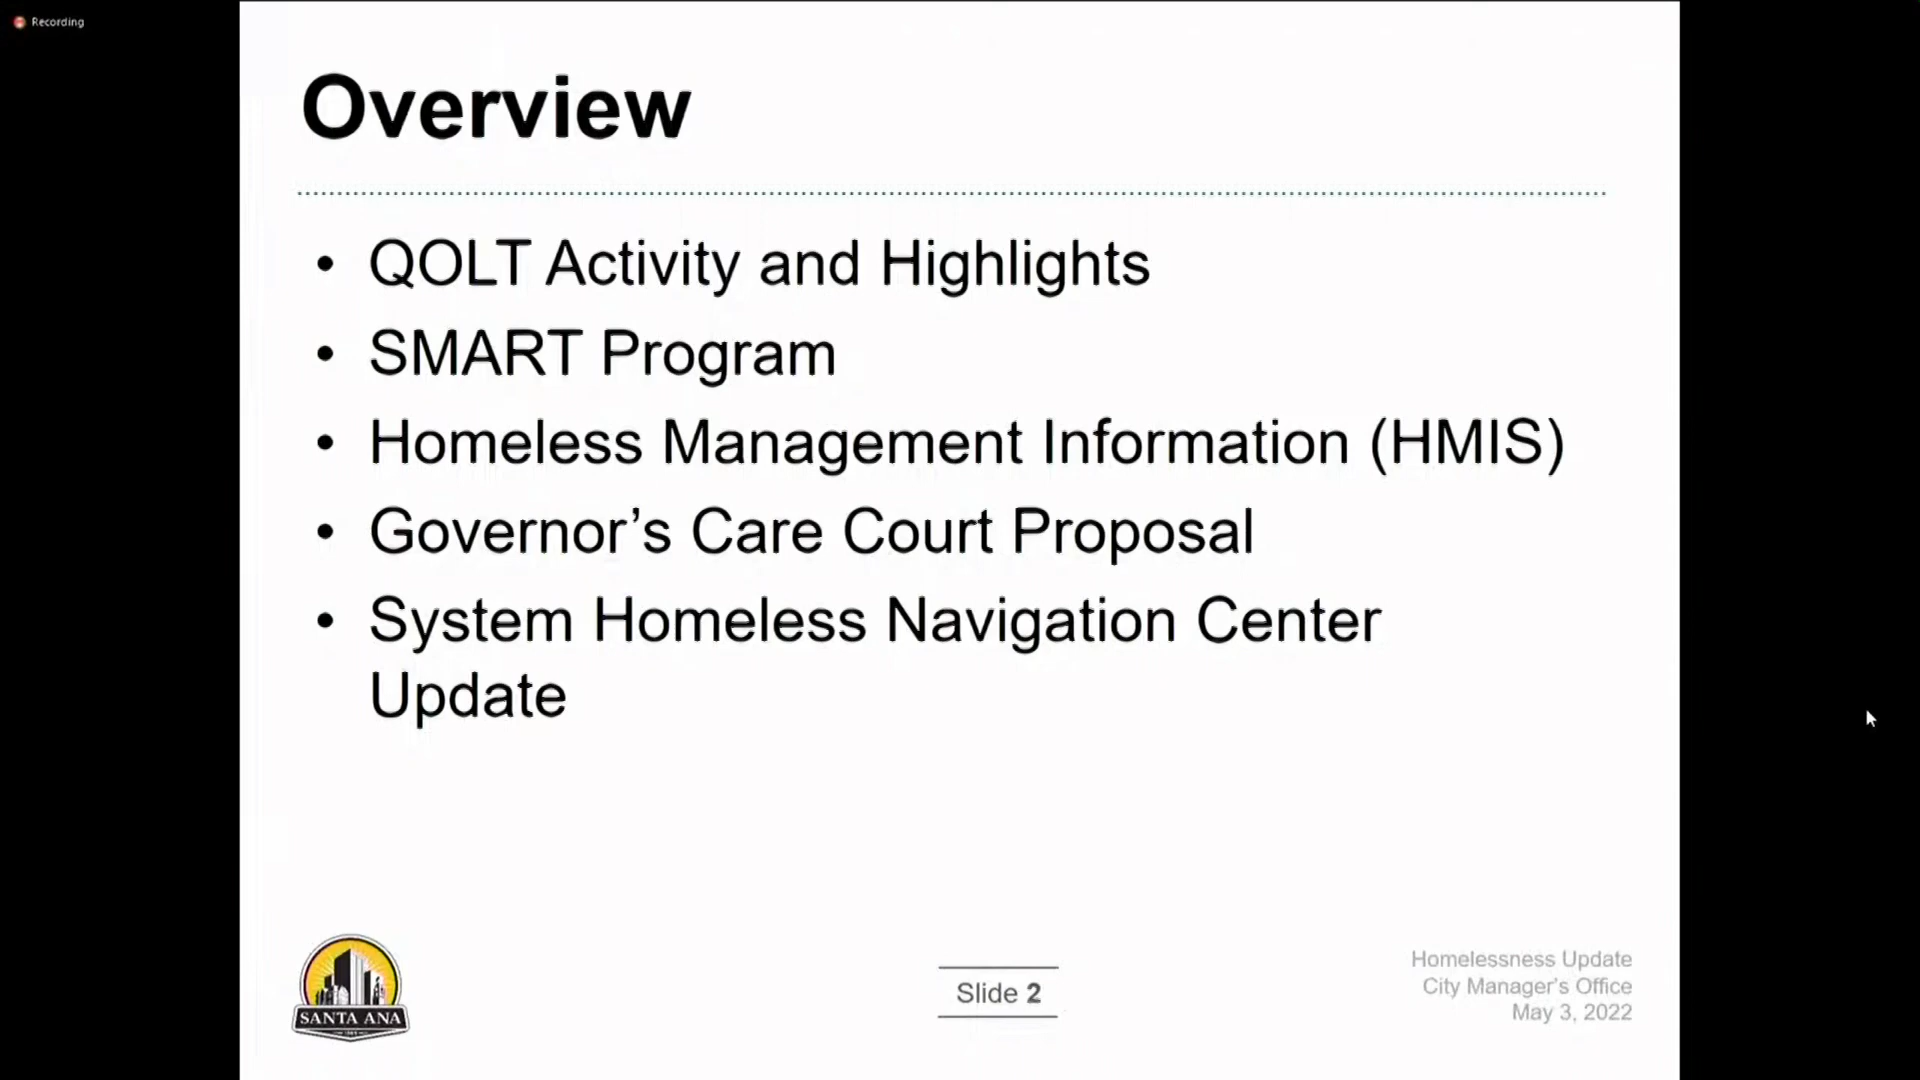 Recording
Overview
• QOLT Activity and Highlights
• SMART Program
• Homeless Management Information (HMIS)
• Governor’s Care Court Proposal
• System Homeless Navigation Center
Update
SANTA ANA
Slide 2
Homelessness Update
City Manager's Office
May 3, 2022